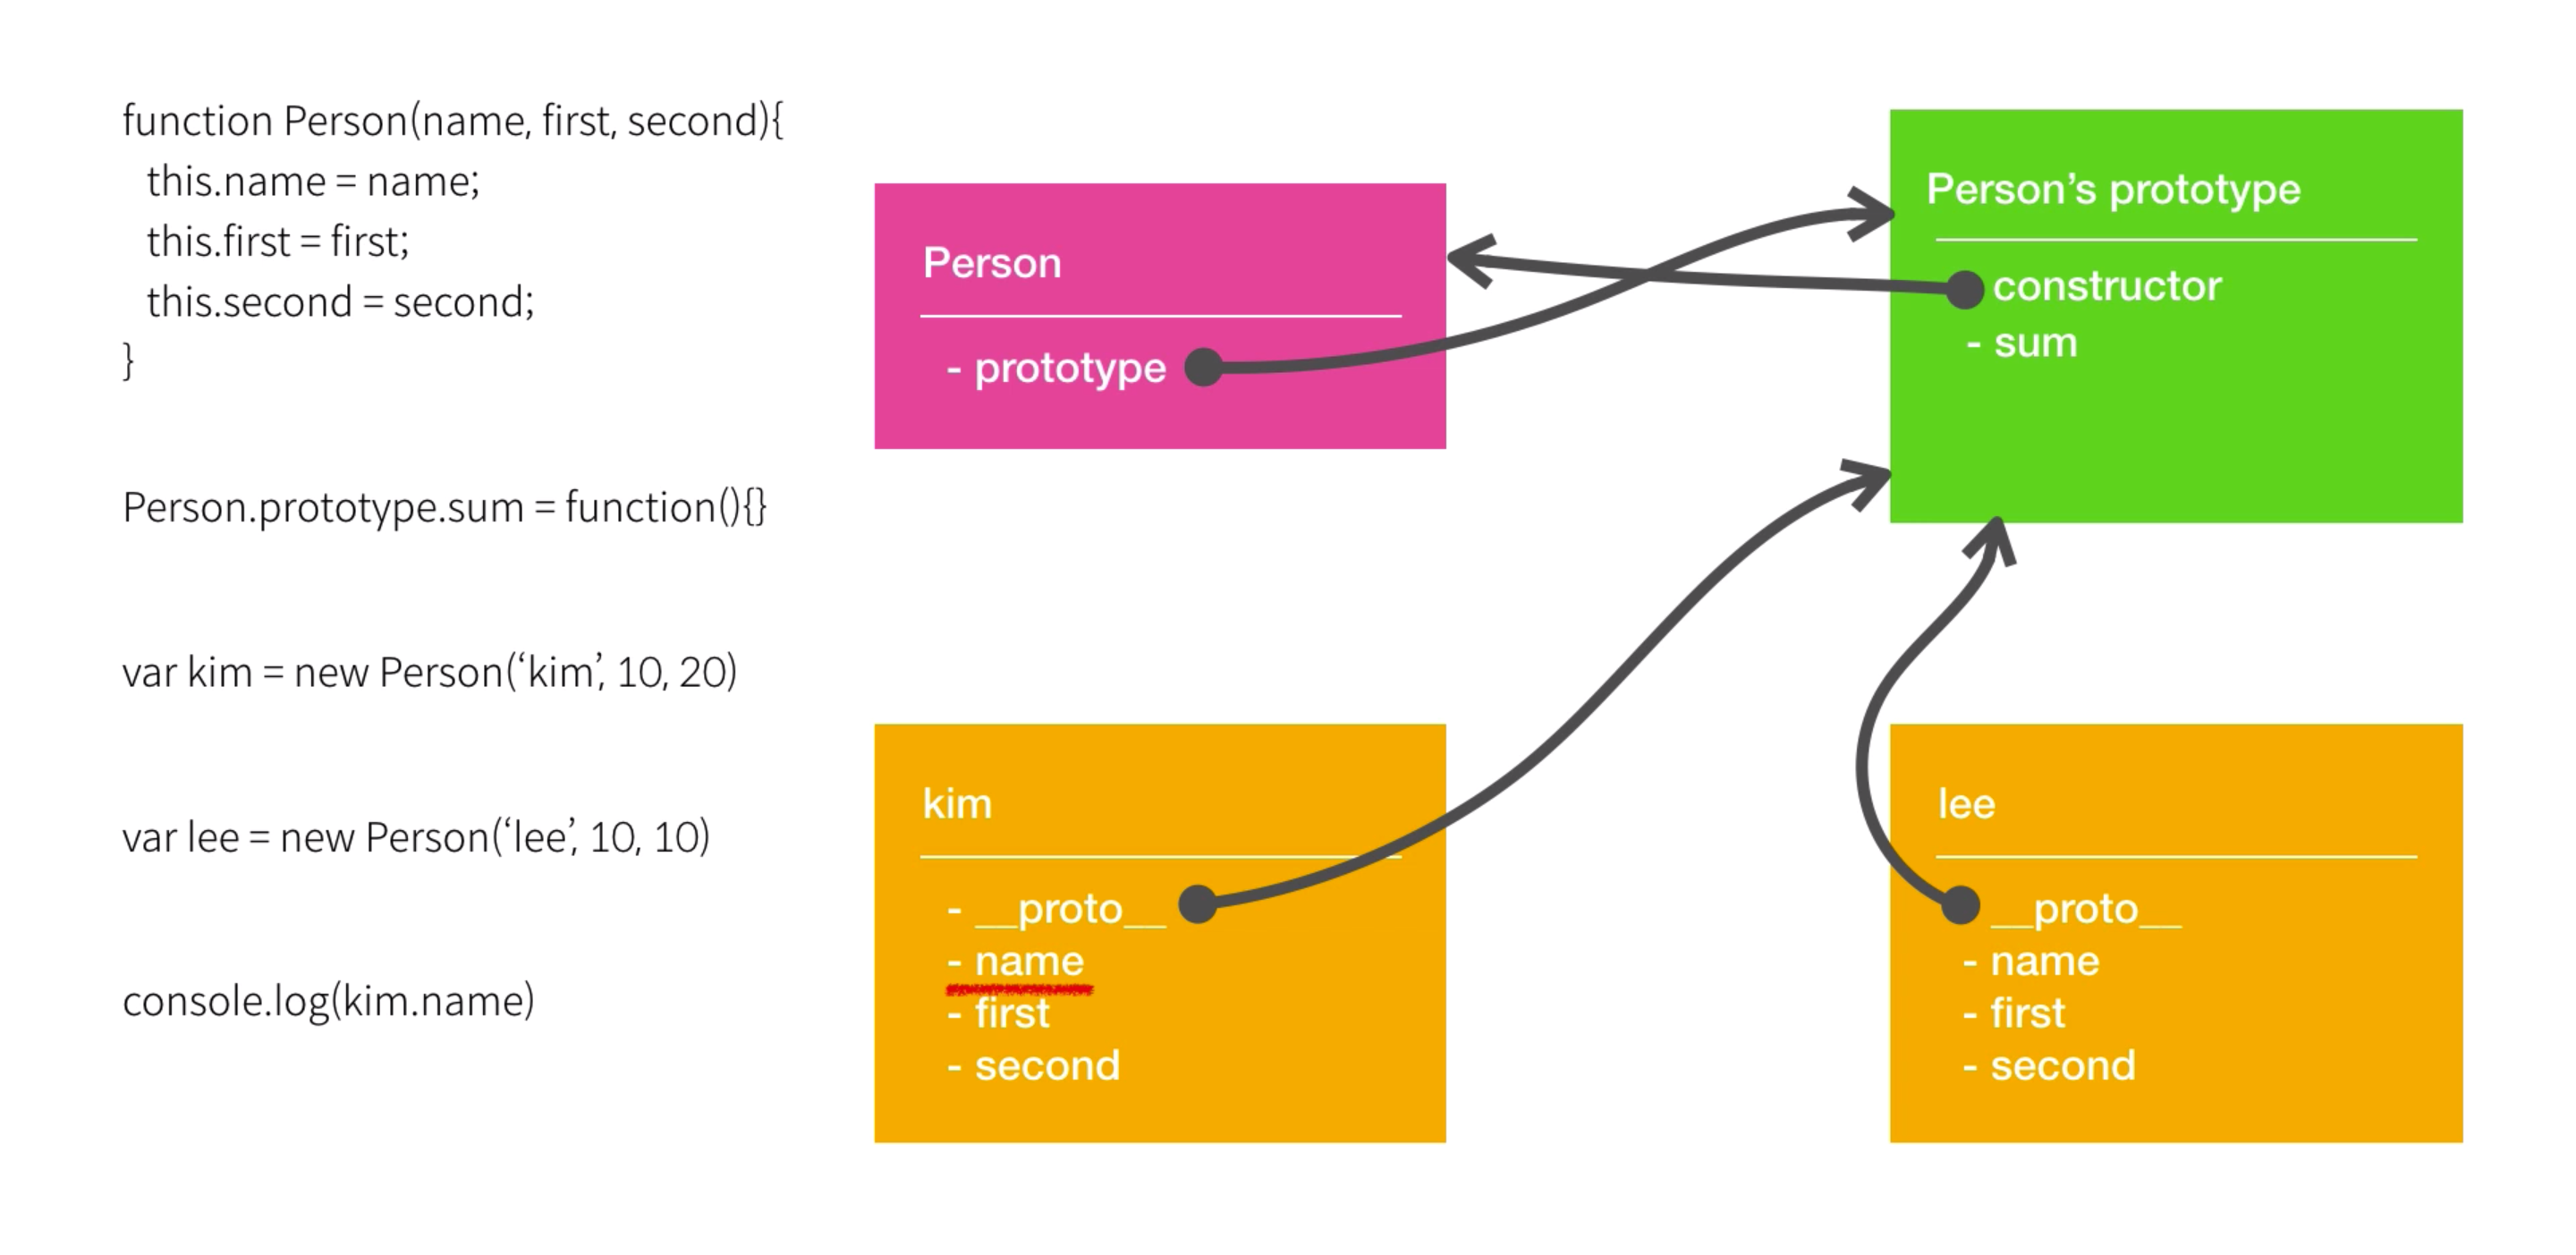 function Person(name, first, second){
this.name = name;
this.first = first;
this.second = second;
}
Person.prototype.sum = function(){}
var kim = new Person(‘kim’, 10, 20)
var lee = new Person(‘lee’, 10, 10)
console.log(kim.name)
Person
- prototype
Person’s prototype
constructor
- sum
kim
- __proto__
- name
- first
- second
lee
__proto__
- name
- first
- second